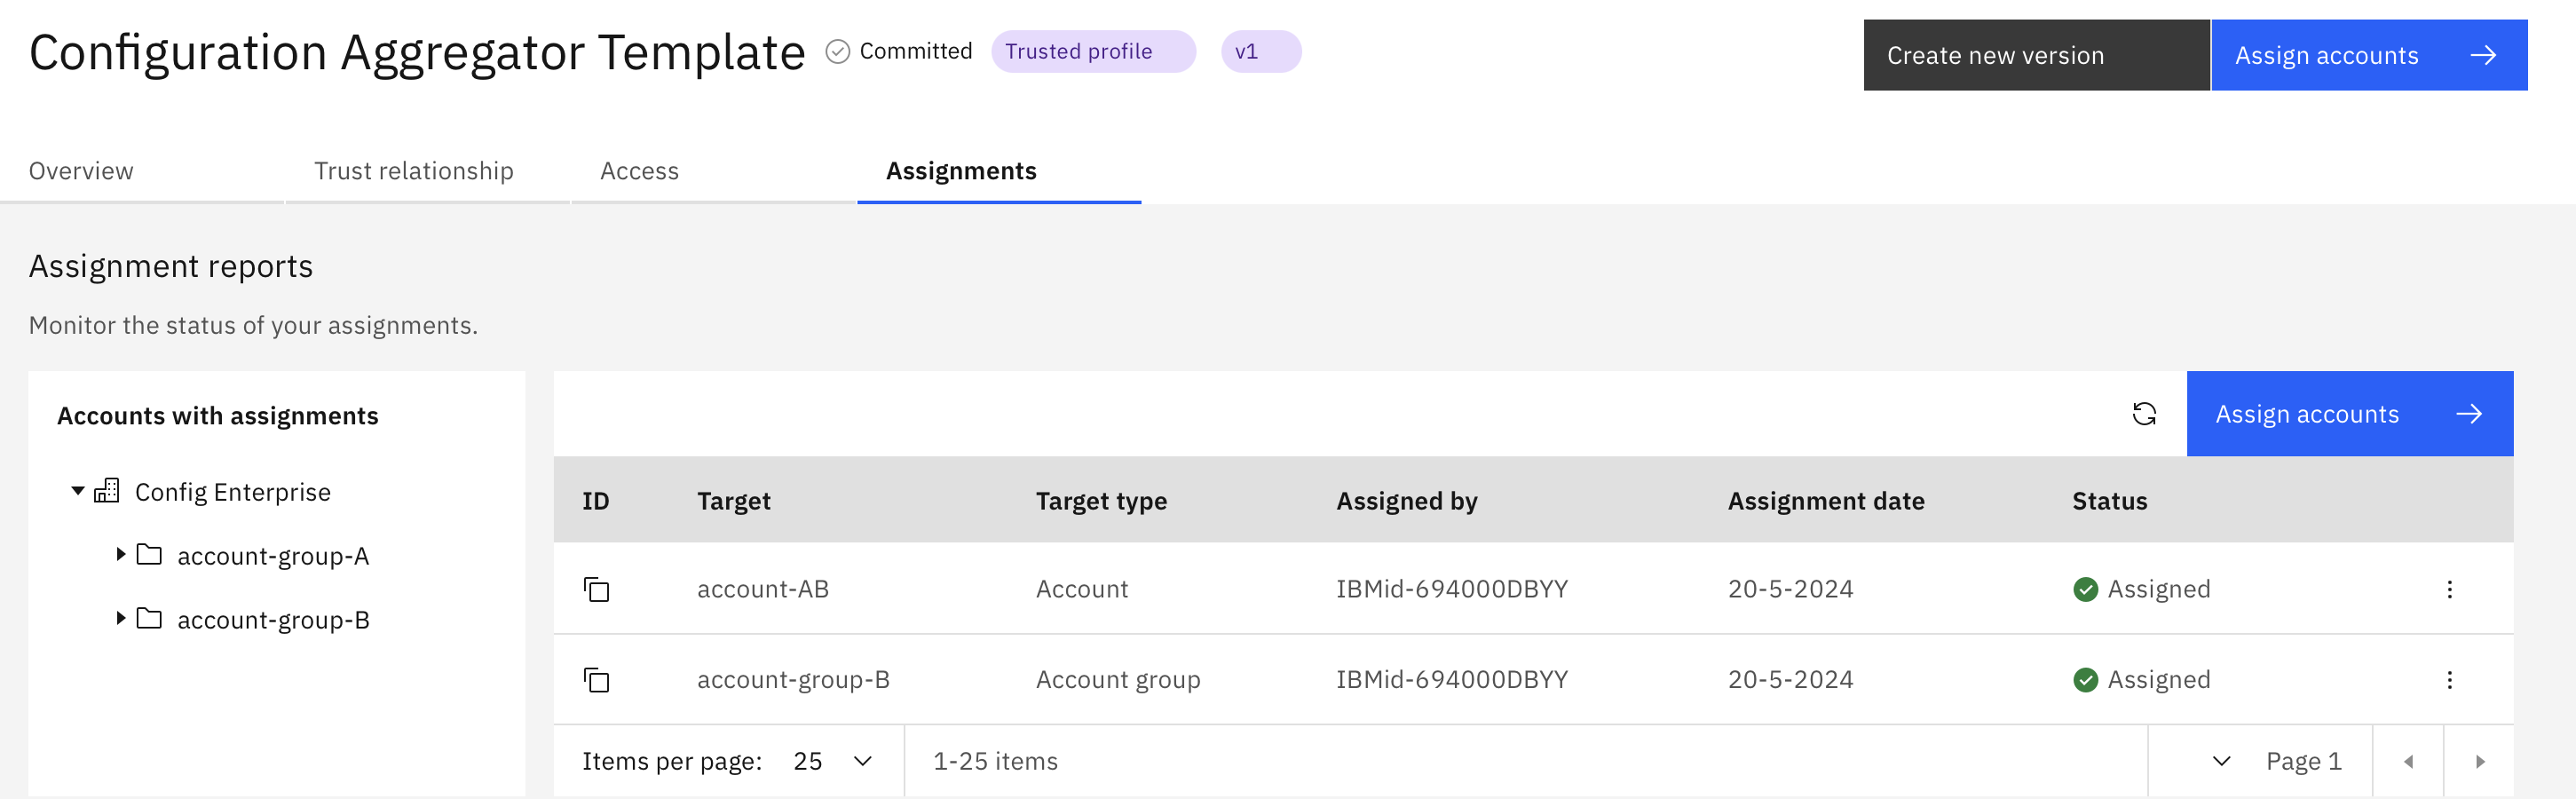 Configuration Aggregator Template Committed Trusted profile v1 Create new version Assign accounts
Overview Trust relationship Access Assignments
Assignment reports
Monitor the status of your assignments.
Accounts with assignments
Config Enterprise
account-group-A
account-group-B
Assign accounts
ID Target Target type Assigned by Assignment date Status
account-AB Account IBMid-694000DBYY 20-5-2024 Assigned
account-group-B Account group IBMid-694000DBYY 20-5-2024 Assigned
Items per page: 25 1-25 items Page 1